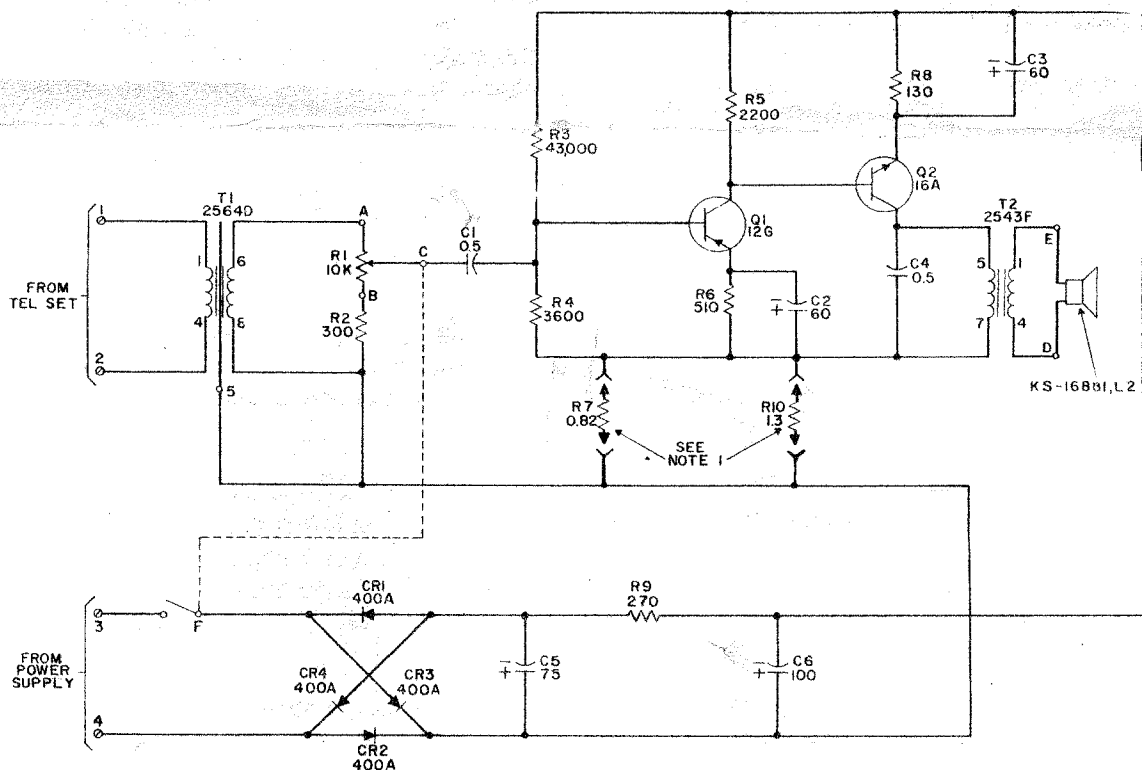 C3
60
R8
130
R5
2200
R3
43,000
Q2
16A
T1
2564D
1
A
Q1
12G
T2
2543F
E
C1
0.5
C
1
6
R1
10K
C4
0.5
5
1
FROM
TEL SET
B
R4
3600
R6
510
C2
60
4
8
R2
300
7
4
D
2
5
KS-16881,L2
R7
0.82
R10
1.3
SEE
NOTE 1
CR1
400A
R9
270
3
F
FROM
POWER
SUPPLY
CR4
400A
CR3
400A
C5
75
C6
100
4
CR2
400A